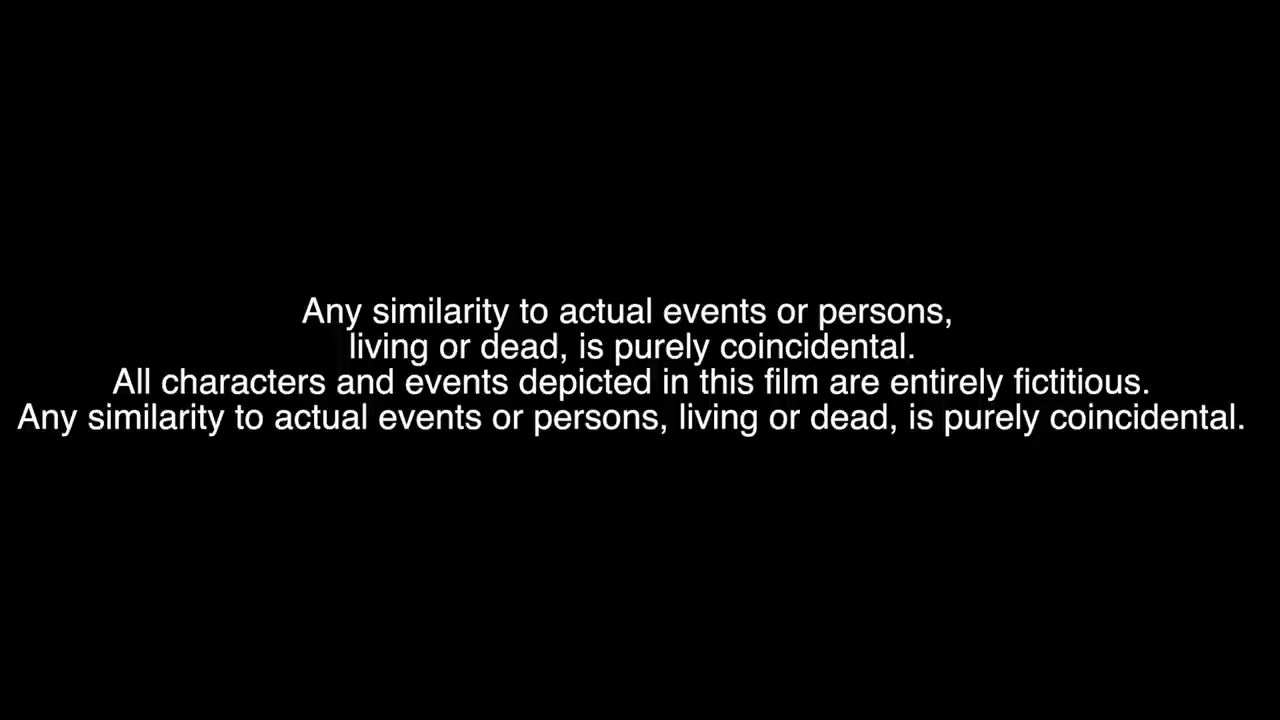 Any similarity to actual events or persons,
living or dead, is purely coincidental.
All characters and events depicted in this film are entirely fictitious.
Any similarity to actual events or persons, living or dead, is purely coincidental.